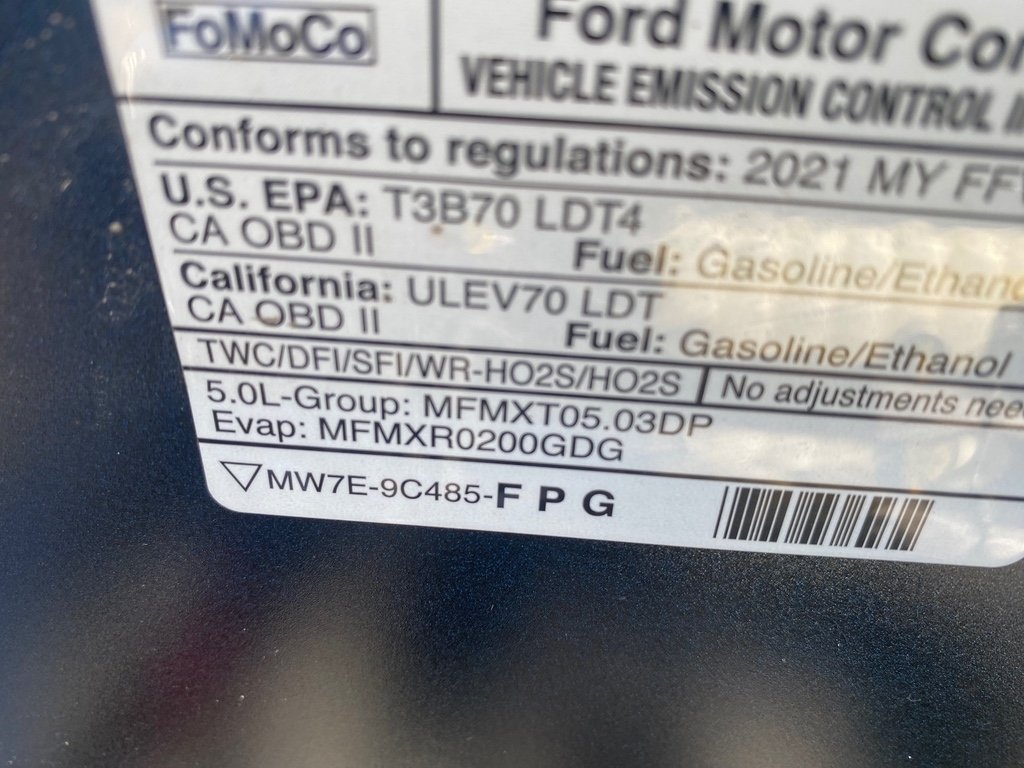 FoMoCo
Ford Motor Co
VEHICLE EMISSION CONTROL
Conforms to regulations: 2021 MY FF
U.S. EPA: T3B70 LDT4
CA OBD II Fuel: Gasoline/Ethano
California: ULEV70 LDT
CA OBD II Fuel: Gasoline/Ethanol
TWC/DFI/SFI/WR-HO2S/HO2S No adjustments nee
5.0L-Group: MFMXT05.03DP
Evap: MFMXR0200GDG
MW7E-9C485-F P G